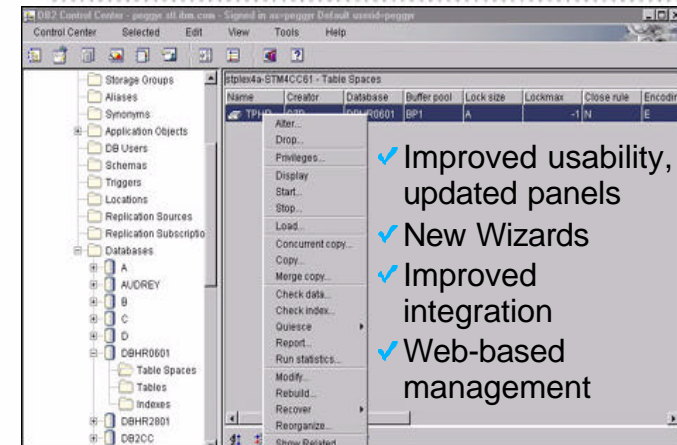 DB2 Control Center - peggyr.stl.ibm.com - Signed in as-peggyr Default userid-peggyr
Control Center Selected Edit View Tools Help
Storage Groups
Aliases
Synonyms
Application Objects
DB Users
Schemas
Triggers
Locations
Replication Sources
Replication Subscriptio
Databases
A
AUDREY
B
C
D
DBHR0601
Table Spaces
Tables
Indexes
DBHR2801
DB2CC
stplex4a-STM4CC61 - Table Spaces
Name Creator Database Buffer pool Lock size Lockmax Close rule Encodin
BP1 A -1 N E
Alter...
Drop...
Privileges...
Display
Start...
Stop...
Load...
Concurrent copy...
Copy...
Merge copy...
Check data...
Check index...
Quiesce
Report...
Run statistics...
Modify...
Rebuild...
Recover
Reorganize...
Show Related
Improved usability,
updated panels
New Wizards
Improved
integration
Web-based
management